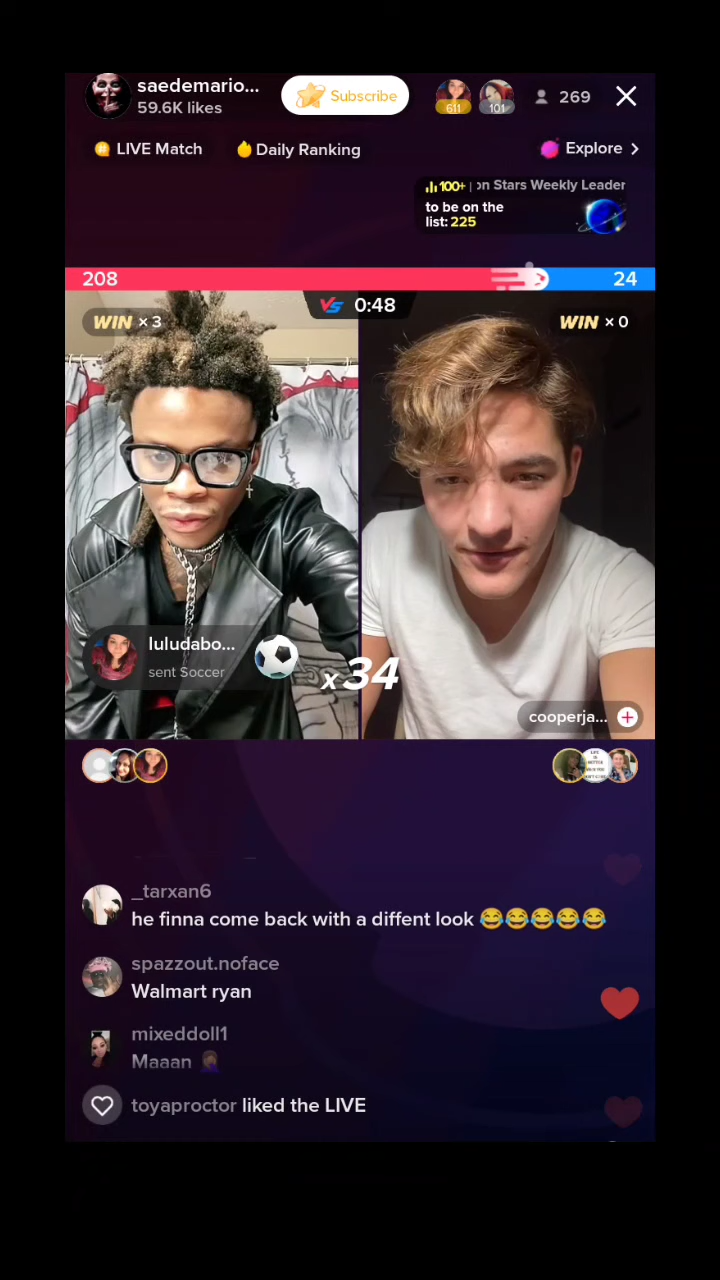 saedemario...
59.6K likes
Subscribe
611
101
269
LIVE Match
Daily Ranking
Explore
100+ | on Stars Weekly Leader
to be on the
list: 225
208
24
VS 0:48
WIN × 3
WIN × 0
luludabo...
sent Soccer
x34
cooperja...
_tarxan6
he finna come back with a diffent look 😂😂😂😂😂
spazzout.noface
Walmart ryan
mixeddoll1
Maaan 🤦🏾‍♀️
toyaproctor liked the LIVE